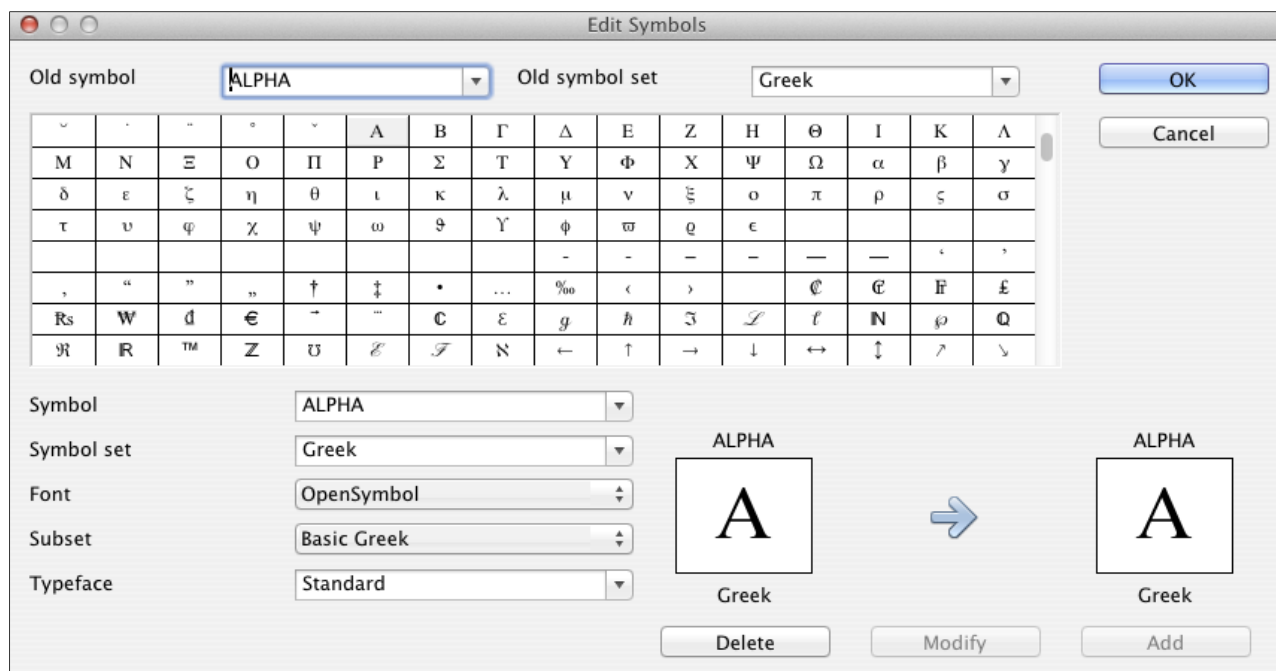 Edit Symbols
Old symbol ALPHA Old symbol set Greek OK
Cancel
˘ ˙ ¨ ° ˇ Α Β Γ Δ Ε Ζ Η Θ Ι Κ Λ
Μ Ν Ξ Ο Π Ρ Σ Τ Υ Φ Χ Ψ Ω α β γ
δ ε ζ η θ ι κ λ μ ν ξ ο π ρ ς σ
τ υ φ χ ψ ω ϑ ϒ ϕ ϖ ϱ ϵ
‐ ‑ ‒ – — ― ‘ ’
‚ “ ” „ † ‡ • … ‰ ‹ › ₡ ₢ ₣ ₤
₨ ₩ ₫ € ℂ ℇ ℊ ℏ ℑ ℒ ℓ ℕ ℘ ℚ
ℜ ℝ ™ ℤ ℧ ℰ ℱ ℵ ← ↑ → ↓ ↔ ↕ ↗ ↘
Symbol ALPHA
Symbol set Greek
Font OpenSymbol
Subset Basic Greek
Typeface Standard
ALPHA ALPHA
Α Α
Greek Greek
Delete Modify Add